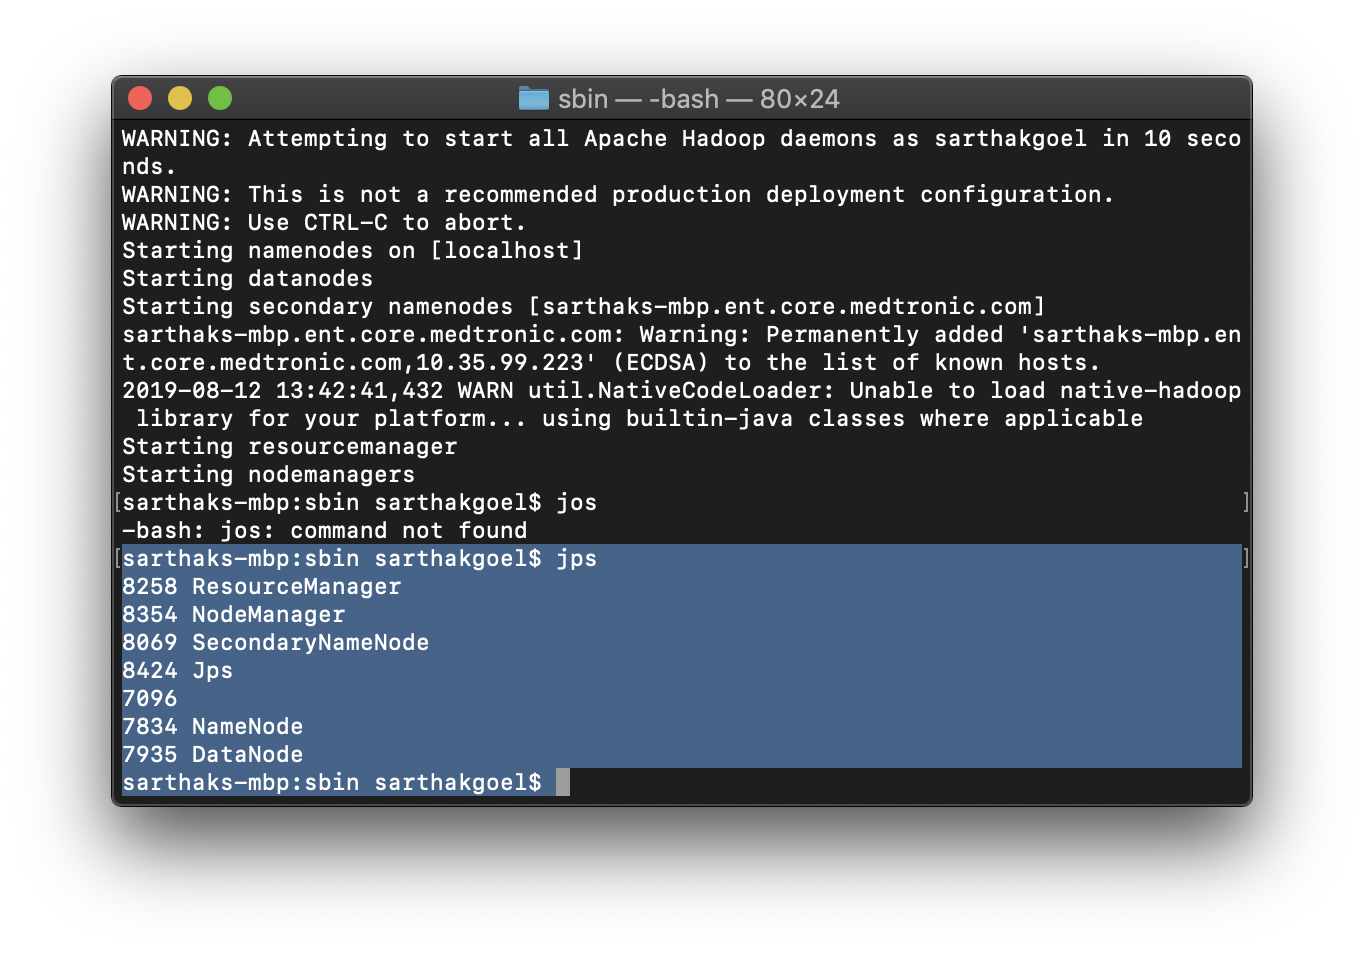 sbin — -bash — 80×24
WARNING: Attempting to start all Apache Hadoop daemons as sarthakgoel in 10 seco
nds.
WARNING: This is not a recommended production deployment configuration.
WARNING: Use CTRL-C to abort.
Starting namenodes on [localhost]
Starting datanodes
Starting secondary namenodes [sarthaks-mbp.ent.core.medtronic.com]
sarthaks-mbp.ent.core.medtronic.com: Warning: Permanently added 'sarthaks-mbp.en
t.core.medtronic.com,10.35.99.223' (ECDSA) to the list of known hosts.
2019-08-12 13:42:41,432 WARN util.NativeCodeLoader: Unable to load native-hadoop
 library for your platform... using builtin-java classes where applicable
Starting resourcemanager
Starting nodemanagers
[sarthaks-mbp:sbin sarthakgoel$ jos ]
-bash: jos: command not found
[sarthaks-mbp:sbin sarthakgoel$ jps ]
8258 ResourceManager
8354 NodeManager
8069 SecondaryNameNode
8424 Jps
7096
7834 NameNode
7935 DataNode
sarthaks-mbp:sbin sarthakgoel$